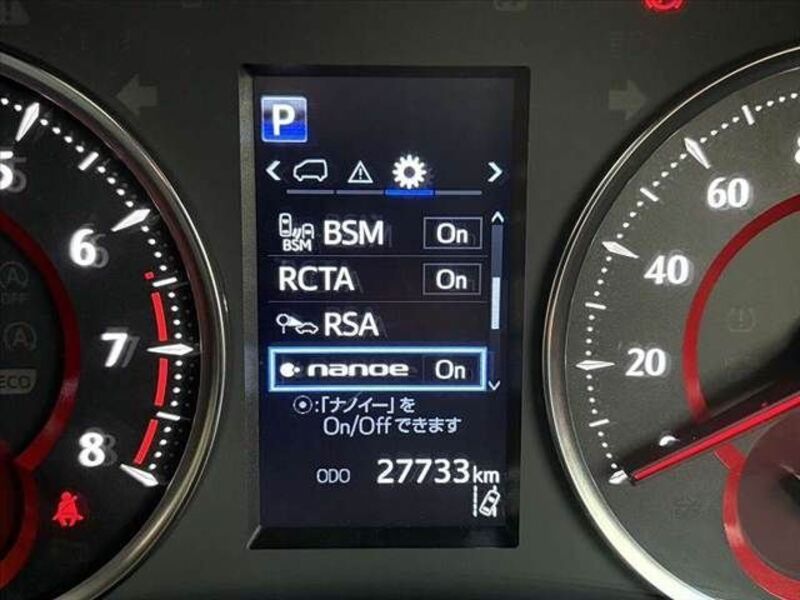 P
BSM
BSM On
RCTA On
RSA
nanoe On
⦿:「ナノイー」を
On/Offできます
ODO 27733km
5
6
7
8
OFF
ECO
60
40
20